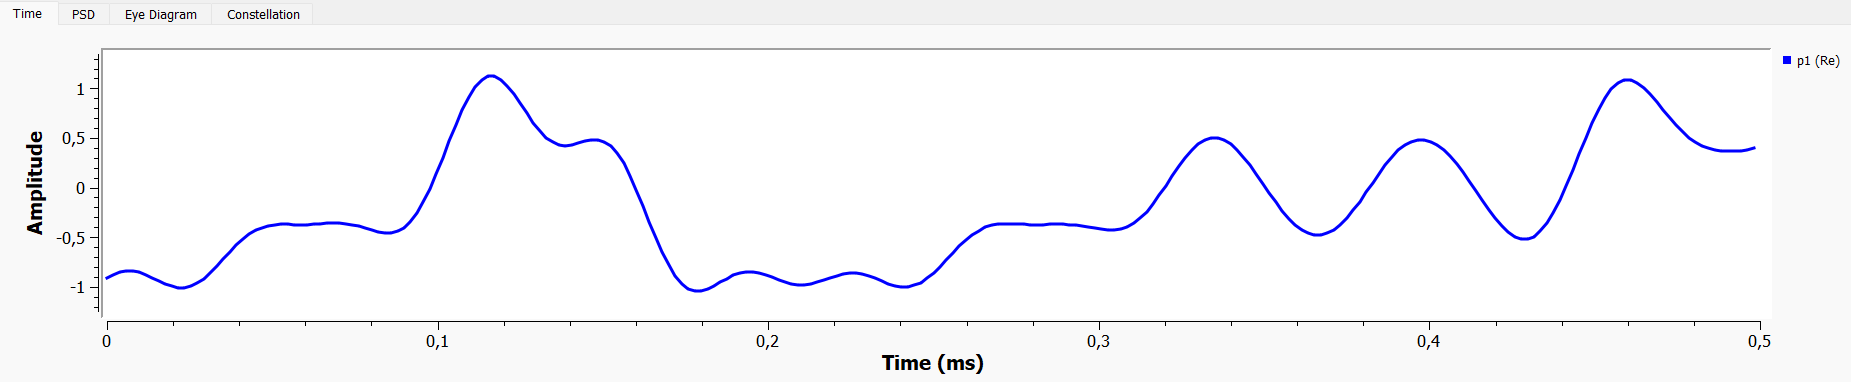 Time PSD Eye Diagram Constellation
p1 (Re)
1
0,5
0
-0,5
-1
Amplitude
0 0,1 0,2 0,3 0,4 0,5
Time (ms)